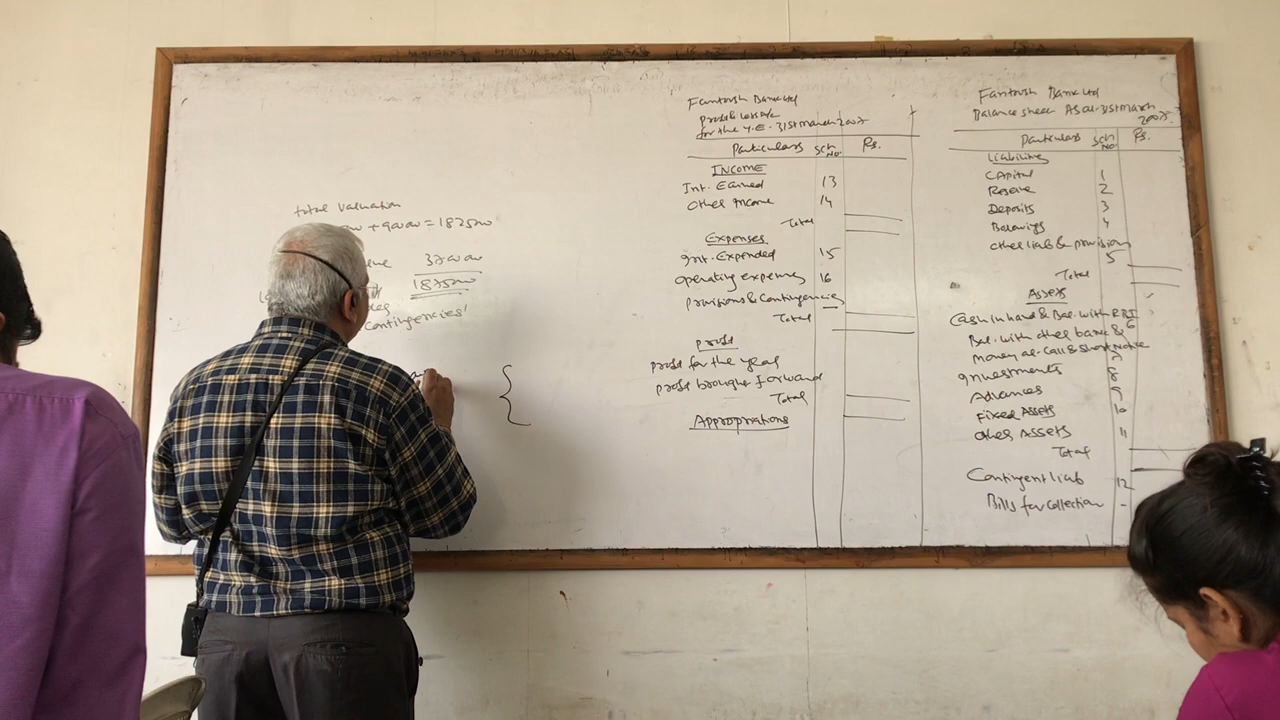 total valuation
+ 90000 = 182500
182500
Contingencies'
Fantoush Bank Ltd
Profit & Loss A/c
for the Y.E. 31st March 2007
Particulars Sch No. Rs.
INCOME
Int. Earned 13
Other Income 14
Total
Expenses
Int. Expended 15
operating expenses 16
provisions & Contingencies —
Total
Profit
Profit for the year
Profit brought forward
Total
Appropriations
Fantoush Bank Ltd
Balance sheet As at 31st March 2007
Particulars Sch No Rs.
Liabilities
Capital 1
Reserve 2
Deposits 3
Borrowings 4
other liab & provision 5
Total
Assets
Cash in hand & Bal. with RBI 6
Bal. with other bank &
Money at Call & Short Notice 7
Investments 8
Advances 9
Fixed Assets 10
other Assets 11
Total
Contingent liab 12
Bills for collection -